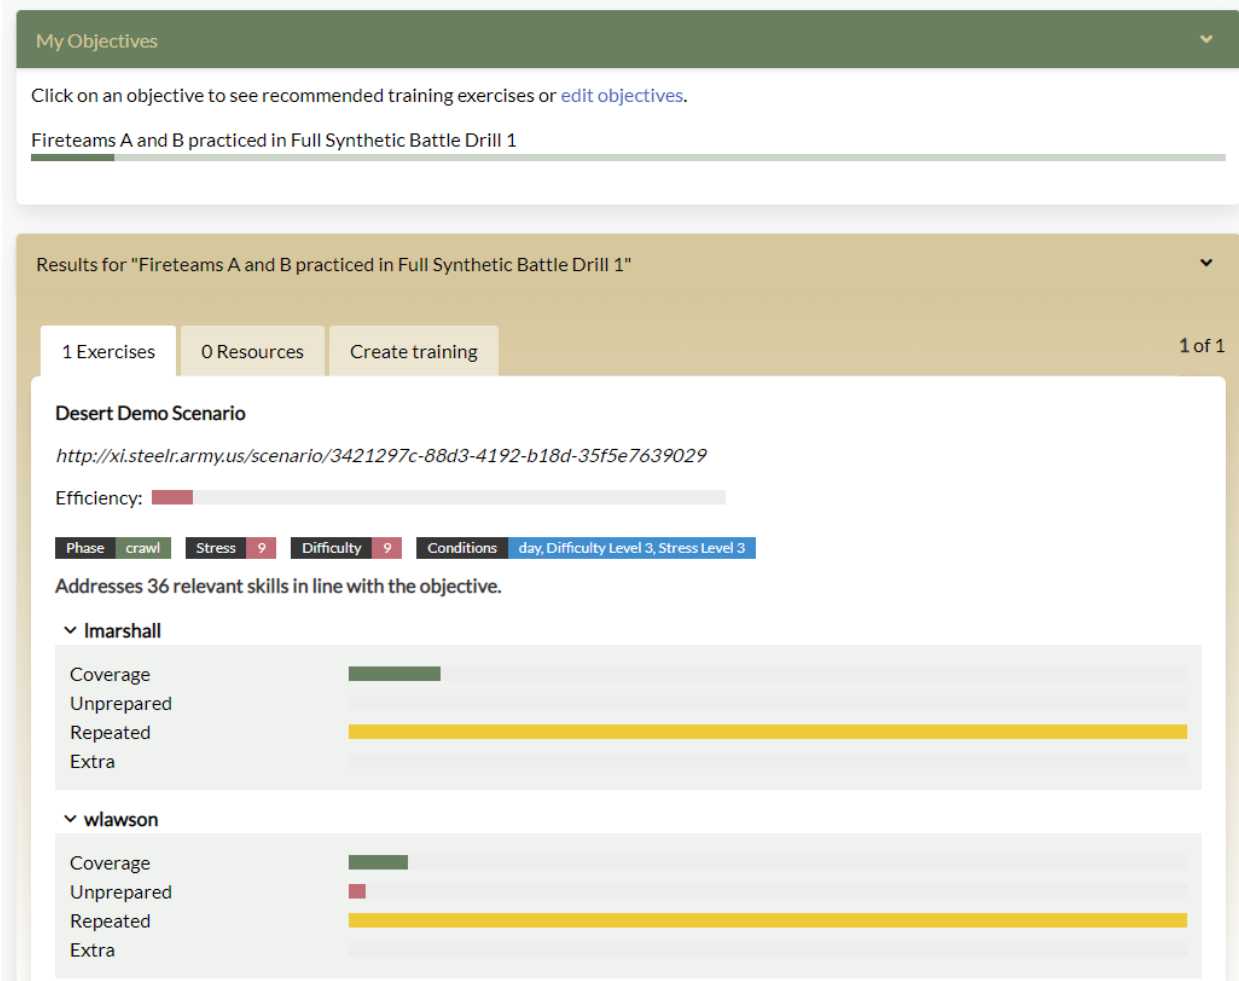 My Objectives
Click on an objective to see recommended training exercises or edit objectives.
Fireteams A and B practiced in Full Synthetic Battle Drill 1
Results for "Fireteams A and B practiced in Full Synthetic Battle Drill 1"
1 Exercises 0 Resources Create training 1 of 1
Desert Demo Scenario
http://xi.steelr.army.us/scenario/3421297c-88d3-4192-b18d-35f5e7639029
Efficiency:
Phase crawl Stress 9 Difficulty 9 Conditions day, Difficulty Level 3, Stress Level 3
Addresses 36 relevant skills in line with the objective.
lmarshall
Coverage
Unprepared
Repeated
Extra
wlawson
Coverage
Unprepared
Repeated
Extra